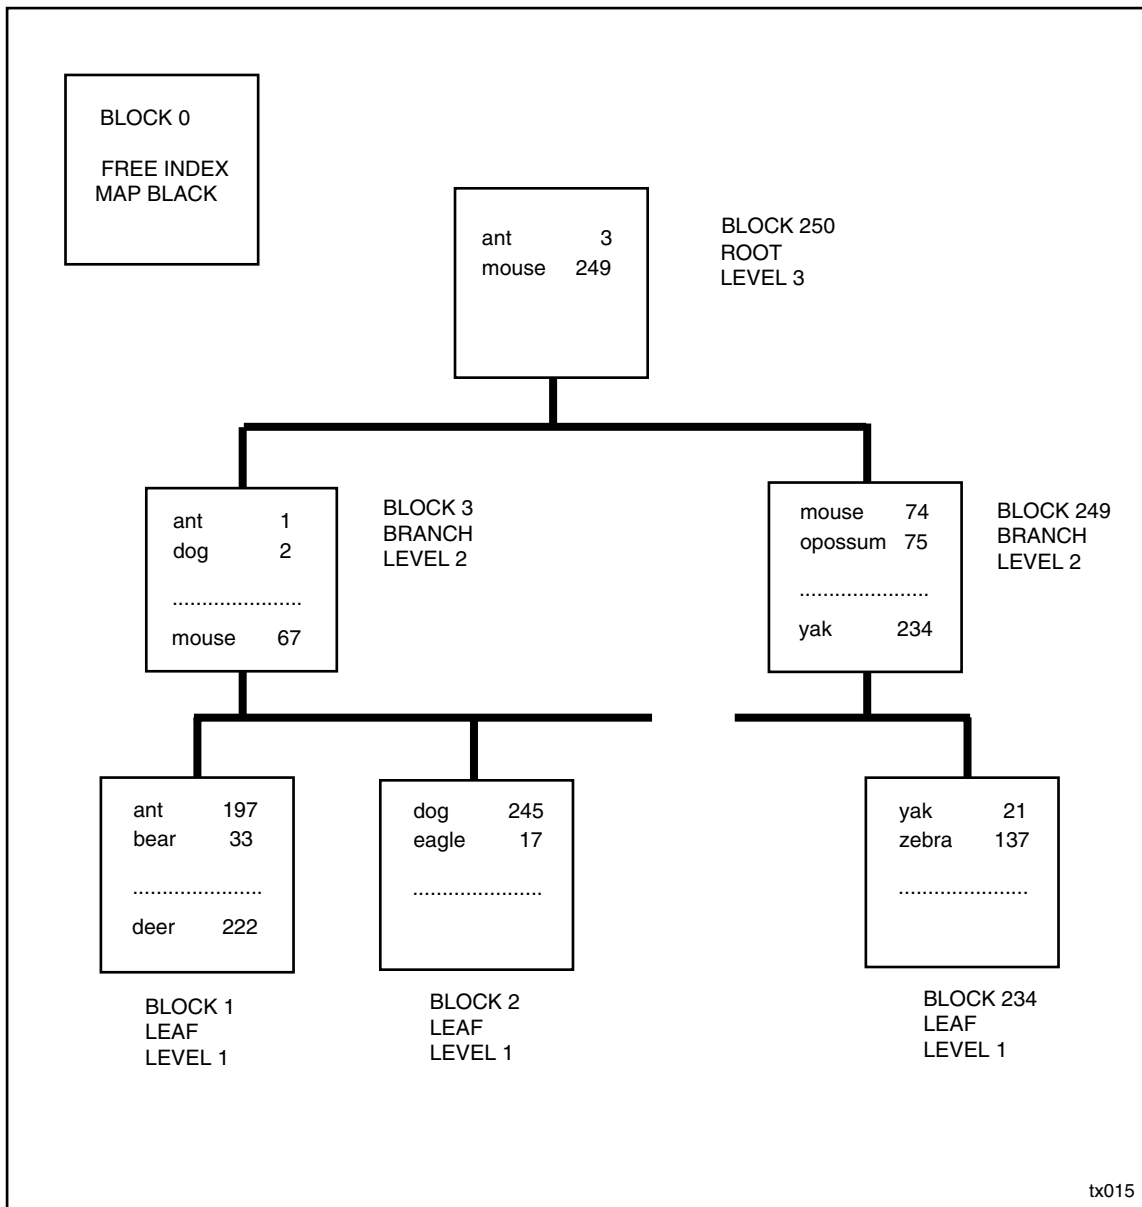 BLOCK 0
FREE INDEX
MAP BLACK
ant 3
mouse 249
BLOCK 250
ROOT
LEVEL 3
ant 1
dog 2
......................
mouse 67
BLOCK 3
BRANCH
LEVEL 2
mouse 74
opossum 75
......................
yak 234
BLOCK 249
BRANCH
LEVEL 2
ant 197
bear 33
......................
deer 222
BLOCK 1
LEAF
LEVEL 1
dog 245
eagle 17
......................
BLOCK 2
LEAF
LEVEL 1
yak 21
zebra 137
......................
BLOCK 234
LEAF
LEVEL 1
tx015